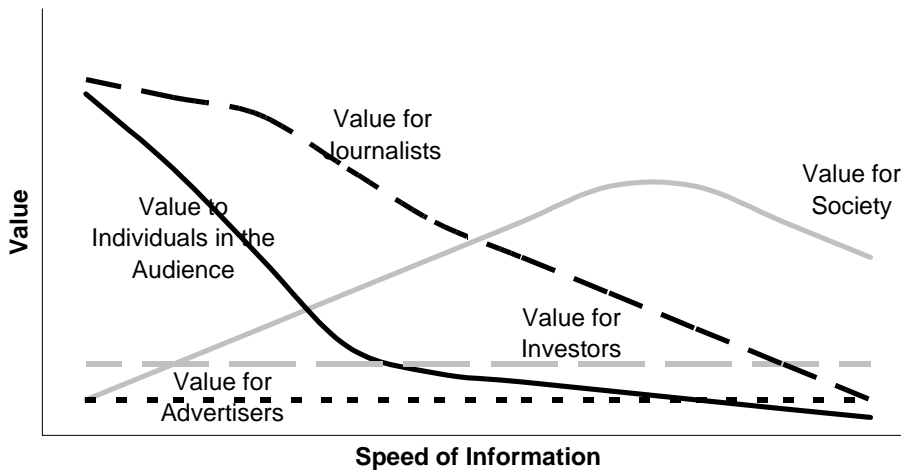 Value for
Journalists
Value for
Society
Value to
Individuals in the
Audience
Value
Value for
Investors
Value for
Advertisers
Speed of Information